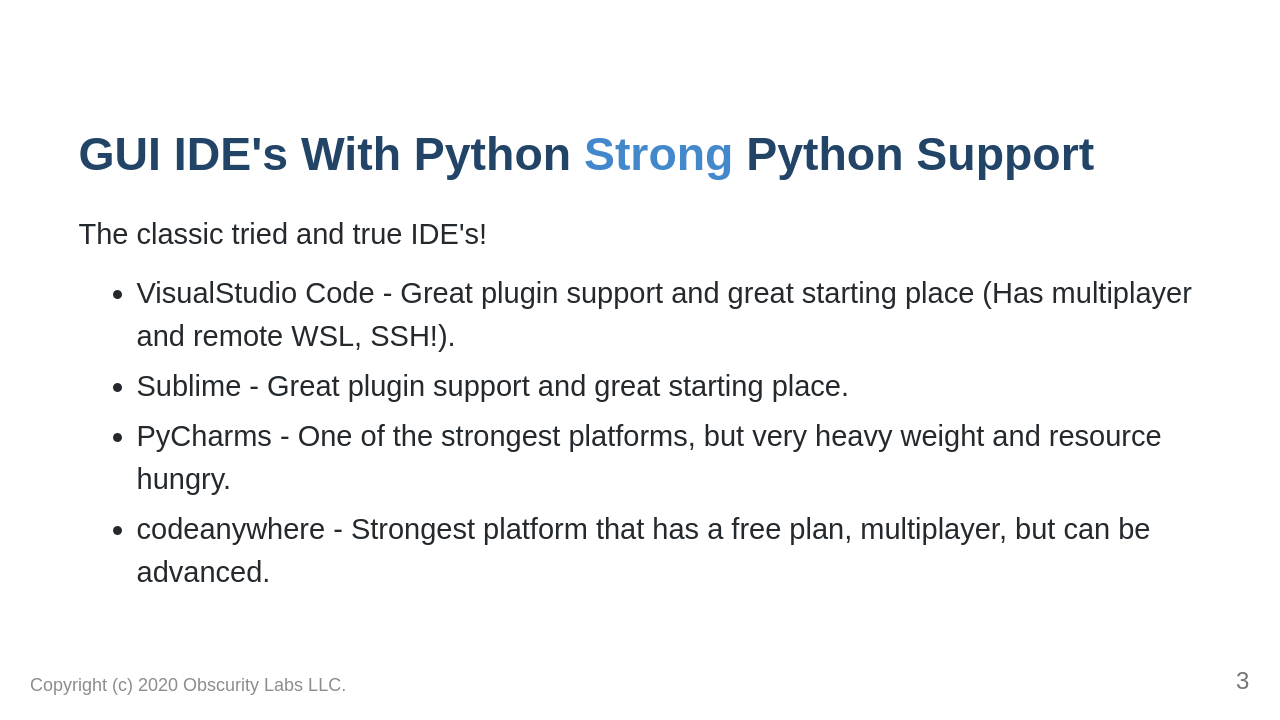 GUI IDE's With Python Strong Python Support
The classic tried and true IDE's!
• VisualStudio Code - Great plugin support and great starting place (Has multiplayer
and remote WSL, SSH!).
• Sublime - Great plugin support and great starting place.
• PyCharms - One of the strongest platforms, but very heavy weight and resource
hungry.
• codeanywhere - Strongest platform that has a free plan, multiplayer, but can be
advanced.
Copyright (c) 2020 Obscurity Labs LLC.
3